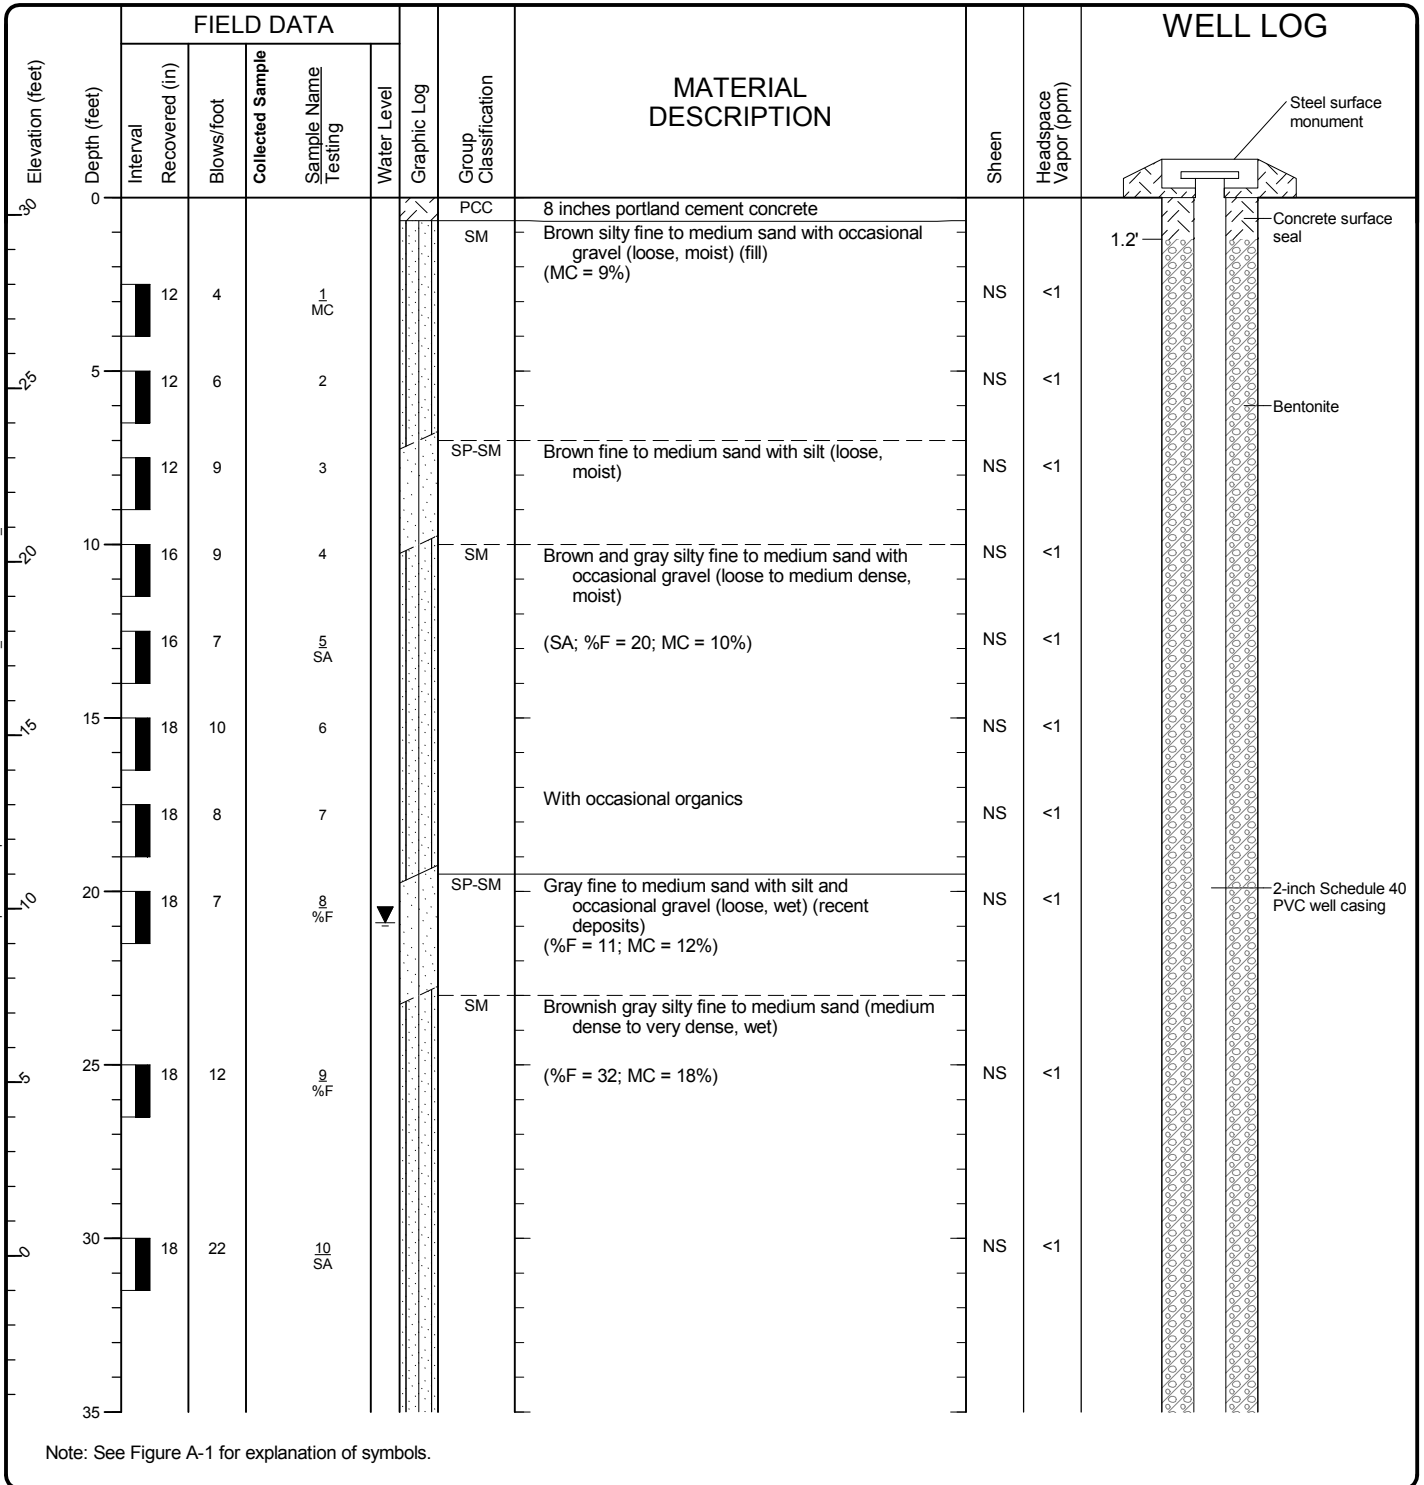 FIELD DATA
WELL LOG
Elevation (feet)
Depth (feet)
Interval
Recovered (in)
Blows/foot
Collected Sample
Sample Name
Testing
Water Level
Graphic Log
Group
Classification
MATERIAL
DESCRIPTION
Sheen
Headspace
Vapor (ppm)
Steel surface
monument
0
30
PCC
8 inches portland cement concrete
Concrete surface
seal
SM
Brown silty fine to medium sand with occasional
gravel (loose, moist) (fill)
(MC = 9%)
1.2'
12 4 1 NS <1
MC
5
25
12 6 2 NS <1
Bentonite
SP-SM
Brown fine to medium sand with silt (loose,
moist)
12 9 3 NS <1
10
20
16 9 4 NS <1
SM
Brown and gray silty fine to medium sand with
occasional gravel (loose to medium dense,
moist)
16 7 5 NS <1
SA
(SA; %F = 20; MC = 10%)
15
15
18 10 6 NS <1
With occasional organics
18 8 7 NS <1
20
10
18 7 8 NS <1
%F
SP-SM
Gray fine to medium sand with silt and
occasional gravel (loose, wet) (recent
deposits)
(%F = 11; MC = 12%)
2-inch Schedule 40
PVC well casing
SM
Brownish gray silty fine to medium sand (medium
dense to very dense, wet)
25
5
18 12 9 NS <1
%F
(%F = 32; MC = 18%)
30
0
18 22 10 NS <1
SA
35
Note: See Figure A-1 for explanation of symbols.